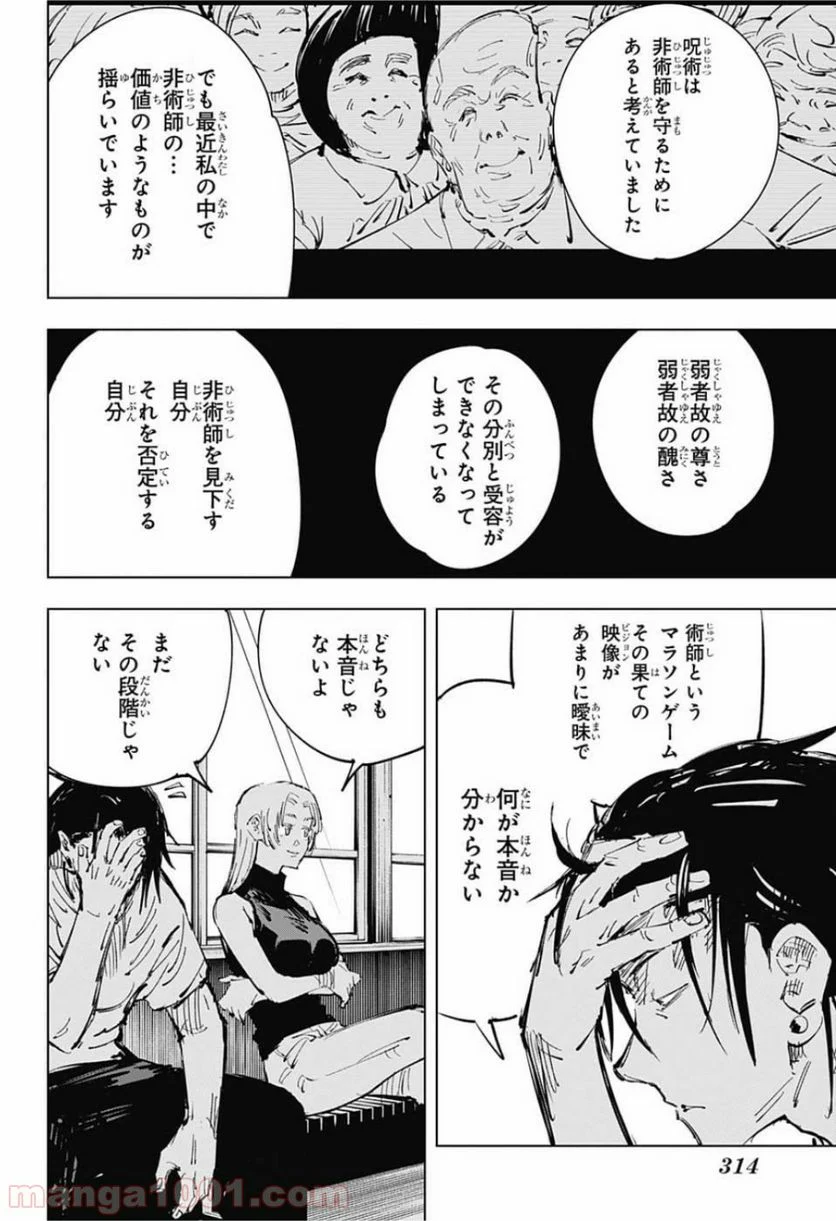 呪術は
非術師を守るために
あると考えていました
でも最近私の中で
非術師の…
価値のようなものが
揺らいでいます
弱者故の尊さ
弱者故の醜さ
その分別と受容が
できなくなって
しまっている
非術師を見下す
自分
それを否定する
自分
術師という
マラソンゲーム
その果ての
映像が
あまりに曖昧で
何が本音か
分からない
どちらも
本音じゃ
ないよ
まだ
その段階じゃ
ない
314
manga1001.com